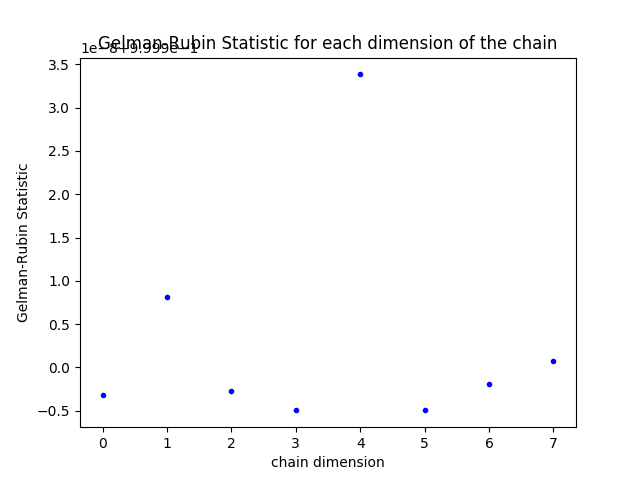 Gelman-Rubin Statistic for each dimension of the chain
1e−8+9.999e−1
3.5
3.0
2.5
2.0
1.5
1.0
0.5
0.0
−0.5
Gelman-Rubin Statistic
0 1 2 3 4 5 6 7
chain dimension